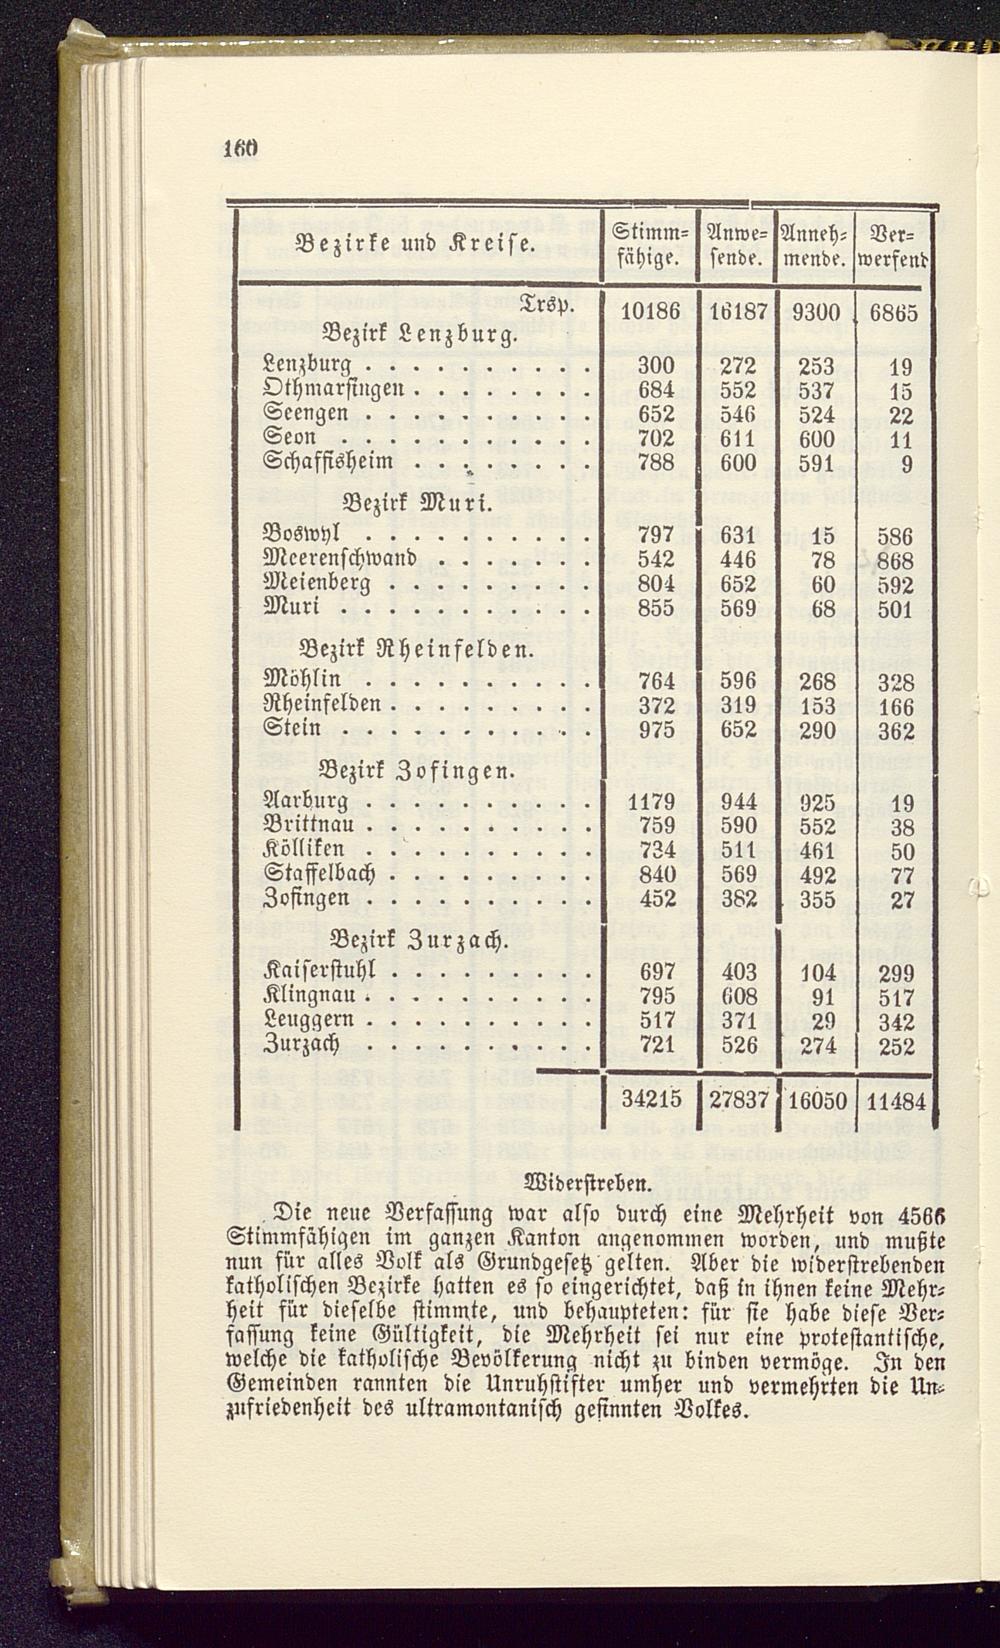 160
Bezirke und Kreise. Stimm= Anwe= Anneh= Ver=
fähige. sende. mende. werfend
Trsp. 10186 16187 9300 6865
Bezirk Lenzburg.
Lenzburg . . . . . . . . . . 300 272 253 19
Othmarsingen . . . . . . . . 684 552 537 15
Seengen . . . . . . . . . . 652 546 524 22
Seon . . . . . . . . . . . 702 611 600 11
Schaffisheim . . . . . . . . 788 600 591 9
Bezirk Muri.
Boswyl . . . . . . . . . . 797 631 15 586
Meerenschwand . . . . . . . 542 446 78 868
Meienberg . . . . . . . . . 804 652 60 592
Muri . . . . . . . . . . . 855 569 68 501
Bezirk Rheinfelden.
Möhlin . . . . . . . . . . 764 596 268 328
Rheinfelden . . . . . . . . . 372 319 153 166
Stein . . . . . . . . . . . 975 652 290 362
Bezirk Zofingen.
Aarburg . . . . . . . . . . 1179 944 925 19
Brittnau . . . . . . . . . . 759 590 552 38
Kölliken . . . . . . . . . . 734 511 461 50
Staffelbach . . . . . . . . . 840 569 492 77
Zofingen . . . . . . . . . . 452 382 355 27
Bezirk Zurzach.
Kaiserstuhl . . . . . . . . . 697 403 104 299
Klingnau . . . . . . . . . . 795 608 91 517
Leuggern . . . . . . . . . . 517 371 29 342
Zurzach . . . . . . . . . . 721 526 274 252
34215 27837 16050 11484
Widerstreben.
Die neue Verfassung war also durch eine Mehrheit von 4566
Stimmfähigen im ganzen Kanton angenommen worden, und mußte
nun für alles Volk als Grundgesetz gelten. Aber die widerstrebenden
katholischen Bezirke hatten es so eingerichtet, daß in ihnen keine Mehr=
heit für dieselbe stimmte, und behaupteten: für sie habe diese Ver=
fassung keine Gültigkeit, die Mehrheit sei nur eine protestantische,
welche die katholische Bevölkerung nicht zu binden vermöge. In den
Gemeinden rannten die Unruhstifter umher und vermehrten die Un=
zufriedenheit des ultramontanisch gesinnten Volkes.